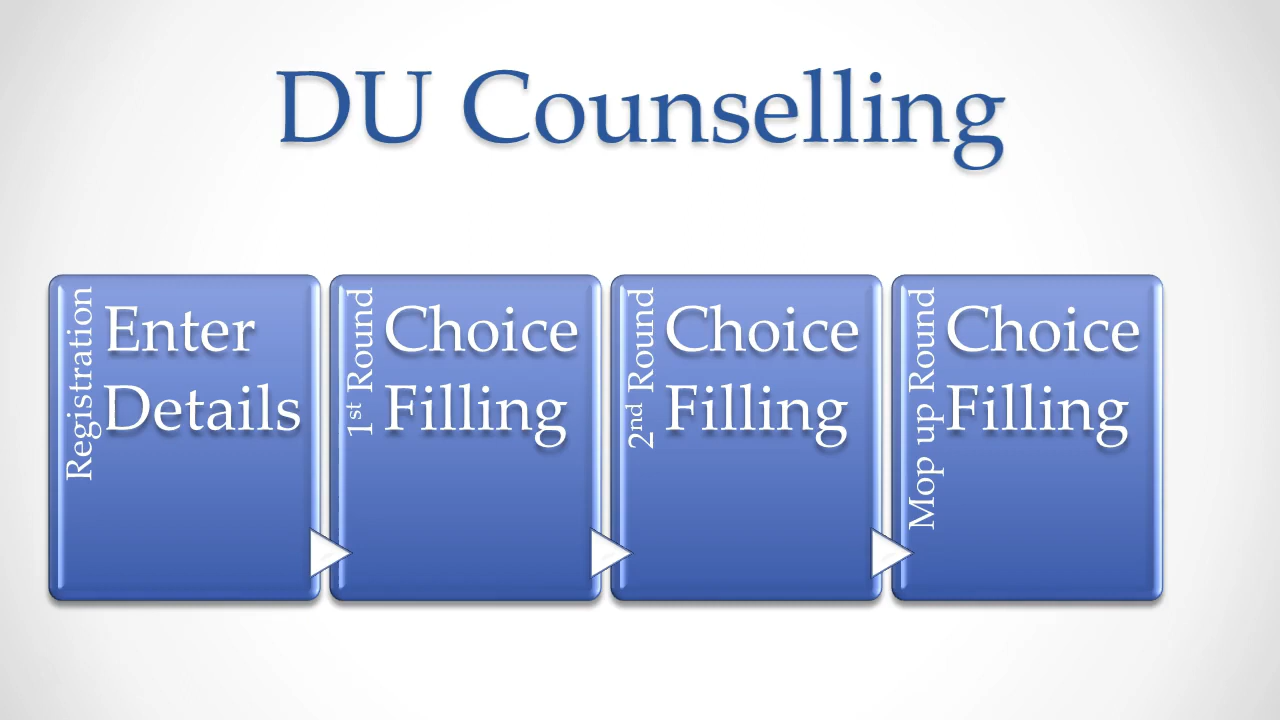 DU Counselling
Registration
Enter
Details
1st Round
Choice
Filling
2nd Round
Choice
Filling
Mop up Round
Choice
Filling